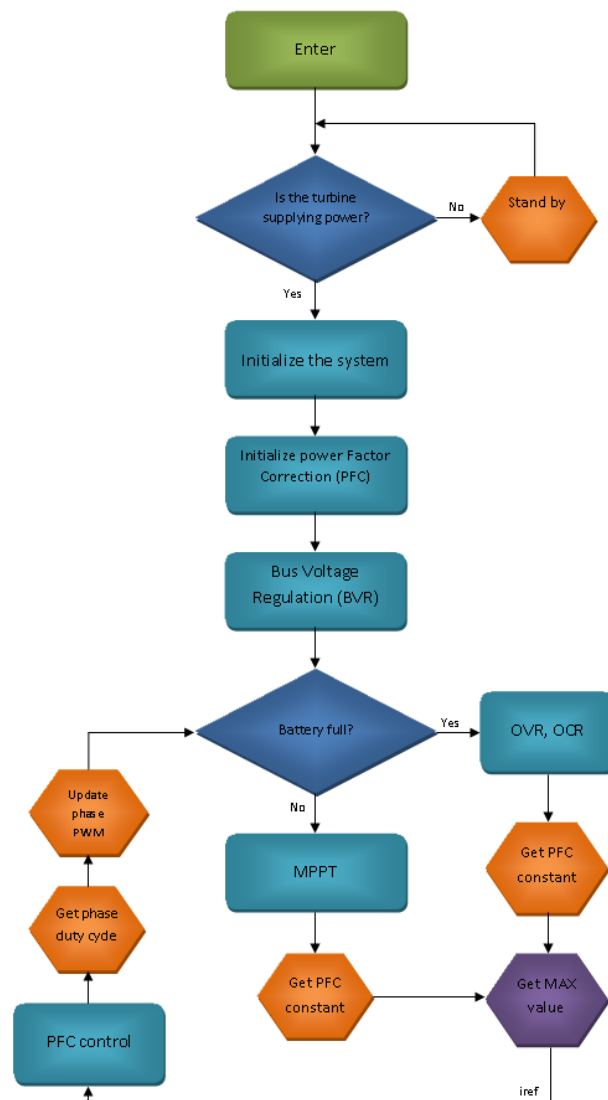 Enter
Is the turbine
supplying power?
No
Stand by
Yes
Initialize the system
Initialize power Factor
Correction (PFC)
Bus Voltage
Regulation (BVR)
Battery full?
Yes
OVR, OCR
No
Update
phase
PWM
MPPT
Get PFC
constant
Get phase
duty cycle
Get PFC
constant
Get MAX
value
PFC control
iref